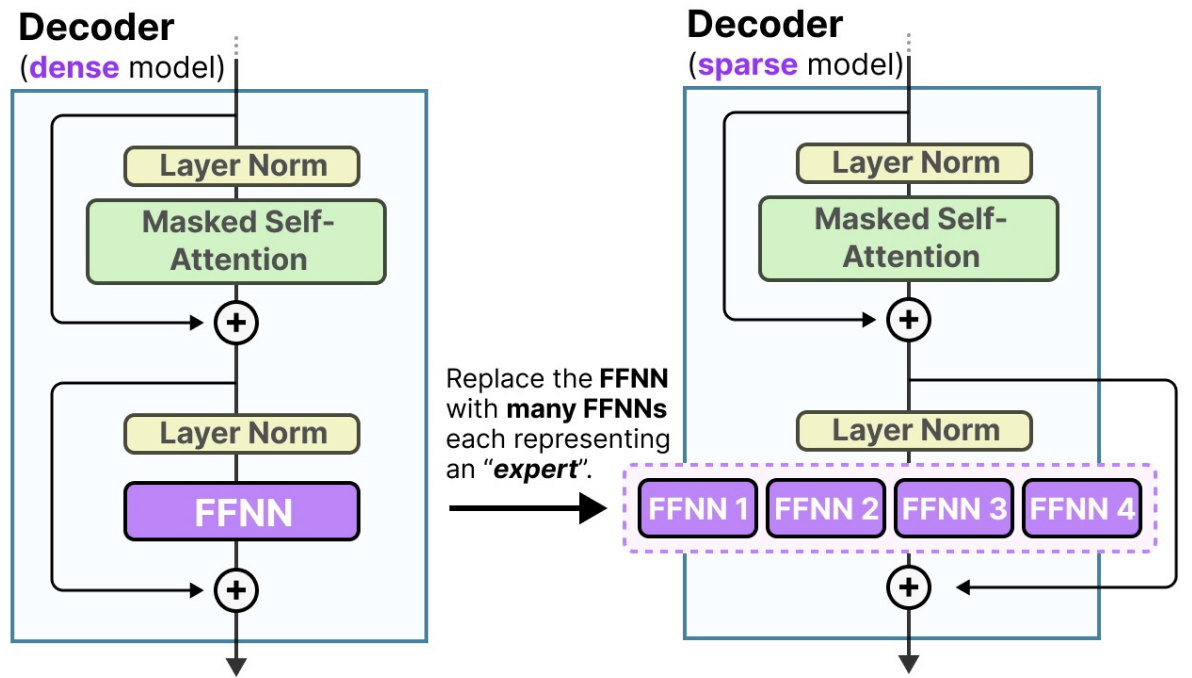 Decoder
(dense model)
Layer Norm
Masked Self-
Attention
+
Layer Norm
FFNN
+
Replace the FFNN
with many FFNNs
each representing
an “expert”.
Decoder
(sparse model)
Layer Norm
Masked Self-
Attention
+
Layer Norm
FFNN 1
FFNN 2
FFNN 3
FFNN 4
+